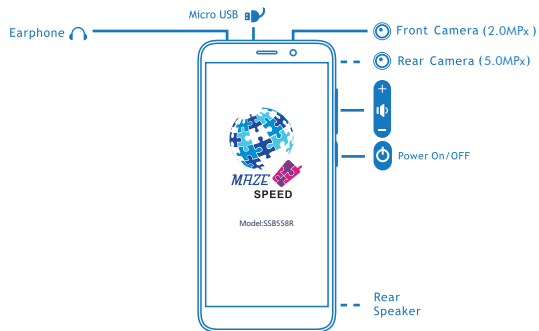 Micro USB
Earphone
Front Camera (2.0MPx )
Rear Camera (5.0MPx)
+
−
Power On/OFF
MAZE
SPEED
Model:SSB558R
Rear
Speaker